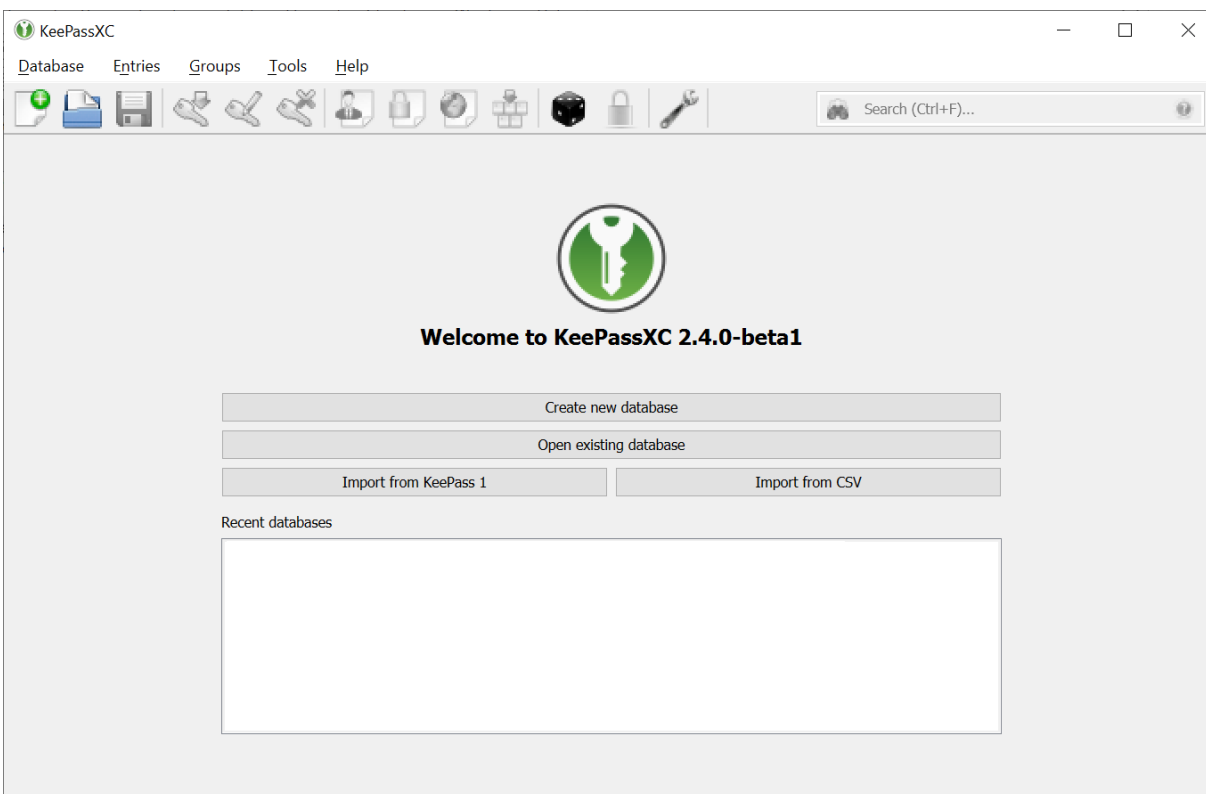 KeePassXC
Database Entries Groups Tools Help
Search (Ctrl+F)...
Welcome to KeePassXC 2.4.0-beta1
Create new database
Open existing database
Import from KeePass 1 Import from CSV
Recent databases